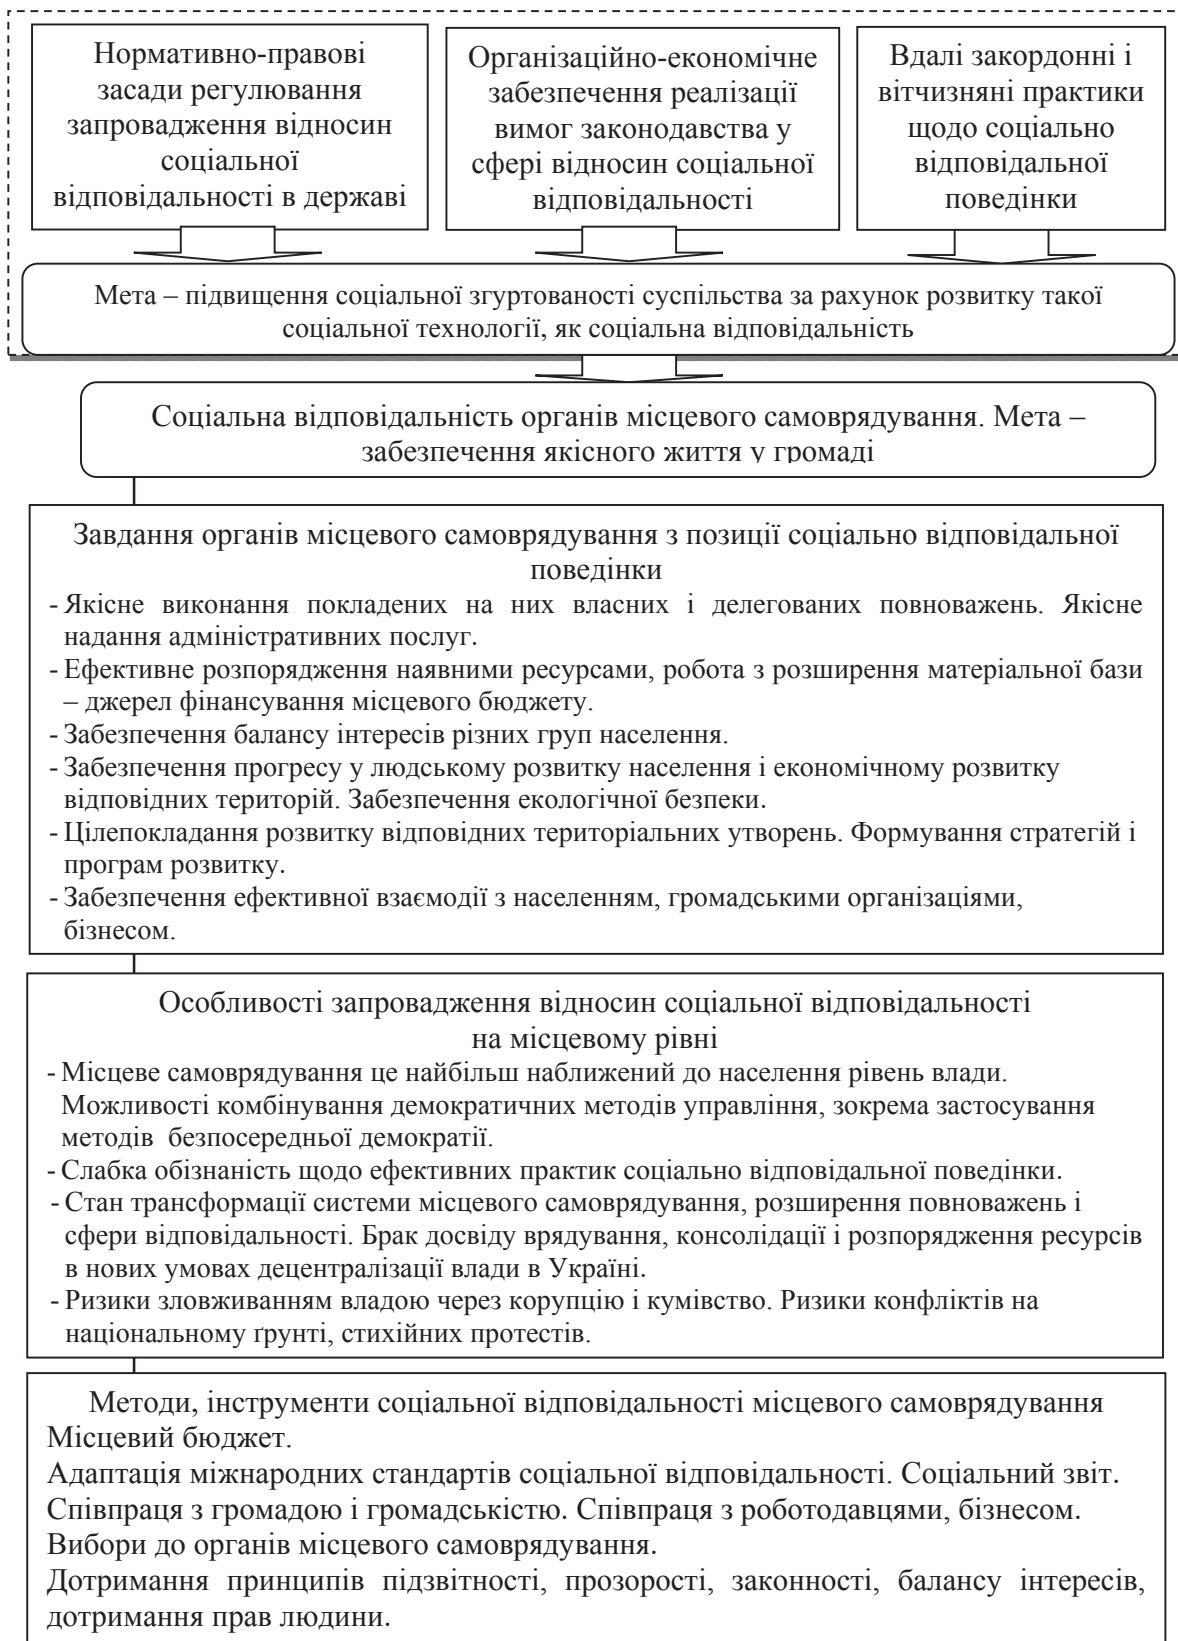 Нормативно-правові
засади регулювання
запровадження відносин
соціальної
відповідальності в державі
Організаційно-економічне
забезпечення реалізації
вимог законодавства у
сфері відносин соціальної
відповідальності
Вдалі закордонні і
вітчизняні практики
щодо соціально
відповідальної
поведінки
Мета – підвищення соціальної згуртованості суспільства за рахунок розвитку такої
соціальної технології, як соціальна відповідальність
Соціальна відповідальність органів місцевого самоврядування. Мета –
забезпечення якісного життя у громаді
Завдання органів місцевого самоврядування з позиції соціально відповідальної
поведінки
- Якісне виконання покладених на них власних і делегованих повноважень. Якісне
надання адміністративних послуг.
- Ефективне розпорядження наявними ресурсами, робота з розширення матеріальної бази
– джерел фінансування місцевого бюджету.
- Забезпечення балансу інтересів різних груп населення.
- Забезпечення прогресу у людському розвитку населення і економічному розвитку
відповідних територій. Забезпечення екологічної безпеки.
- Цілепокладання розвитку відповідних територіальних утворень. Формування стратегій і
програм розвитку.
- Забезпечення ефективної взаємодії з населенням, громадськими організаціями,
бізнесом.
Особливості запровадження відносин соціальної відповідальності
на місцевому рівні
- Місцеве самоврядування це найбільш наближений до населення рівень влади.
Можливості комбінування демократичних методів управління, зокрема застосування
методів безпосередньої демократії.
- Слабка обізнаність щодо ефективних практик соціально відповідальної поведінки.
- Стан трансформації системи місцевого самоврядування, розширення повноважень і
сфери відповідальності. Брак досвіду врядування, консолідації і розпорядження ресурсів
в нових умовах децентралізації влади в Україні.
- Ризики зловживанням владою через корупцію і кумівство. Ризики конфліктів на
національному ґрунті, стихійних протестів.
Методи, інструменти соціальної відповідальності місцевого самоврядування
Місцевий бюджет.
Адаптація міжнародних стандартів соціальної відповідальності. Соціальний звіт.
Співпраця з громадою і громадськістю. Співпраця з роботодавцями, бізнесом.
Вибори до органів місцевого самоврядування.
Дотримання принципів підзвітності, прозорості, законності, балансу інтересів,
дотримання прав людини.